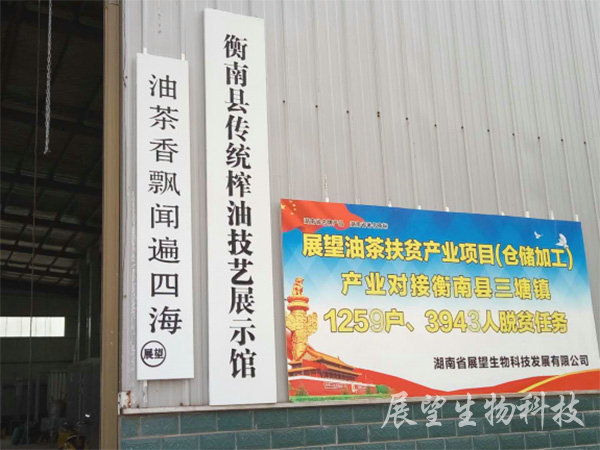 油茶香飘闻遍四海
展望
衡南县传统榨油技艺展示馆
展望油茶扶贫产业项目(仓储加工)
产业对接衡南县三塘镇
1259户、3943人脱贫任务
湖南省展望生物科技发展有限公司
展望生物科技